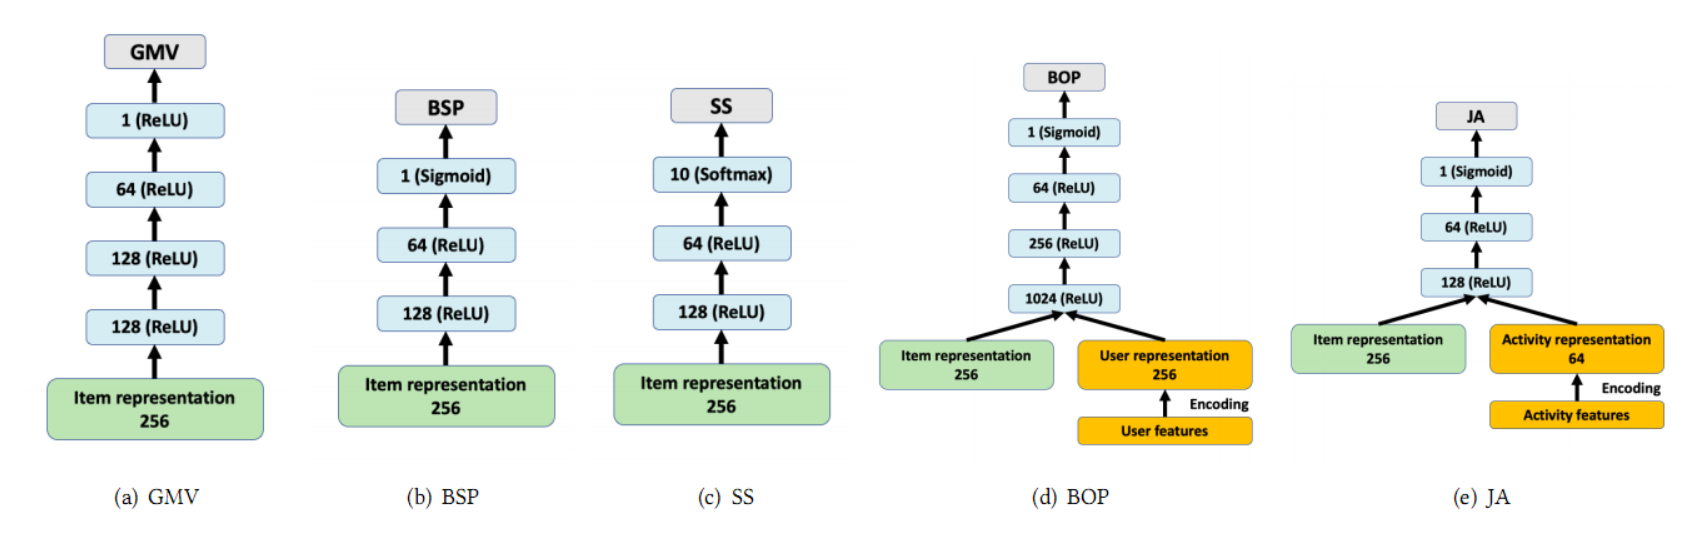 GMV
1 (ReLU)
64 (ReLU)
128 (ReLU)
128 (ReLU)
Item representation
256
(a) GMV
BSP
1 (Sigmoid)
64 (ReLU)
128 (ReLU)
Item representation
256
(b) BSP
SS
10 (Softmax)
64 (ReLU)
128 (ReLU)
Item representation
256
(c) SS
BOP
1 (Sigmoid)
64 (ReLU)
256 (ReLU)
1024 (ReLU)
Item representation
256
User representation
256
Encoding
User features
(d) BOP
JA
1 (Sigmoid)
64 (ReLU)
128 (ReLU)
Item representation
256
Activity representation
64
Encoding
Activity features
(e) JA